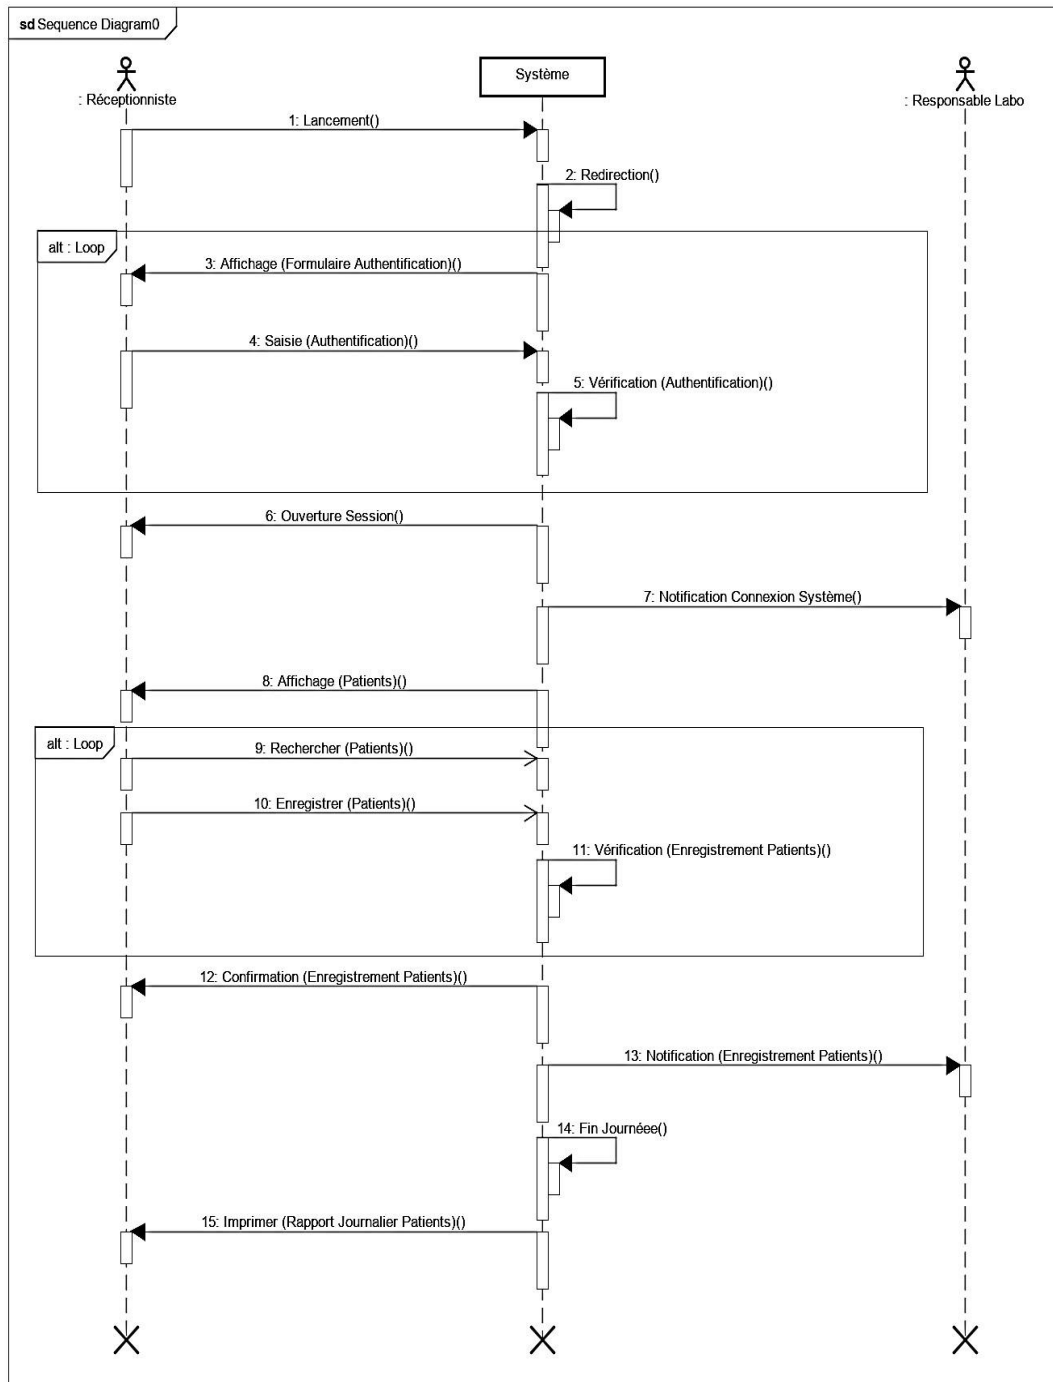 sd Sequence Diagram0
: Réceptionniste
Système
: Responsable Labo
1: Lancement()
2: Redirection()
alt : Loop
3: Affichage (Formulaire Authentification)()
4: Saisie (Authentification)()
5: Vérification (Authentification)()
6: Ouverture Session()
7: Notification Connexion Système()
8: Affichage (Patients)()
alt : Loop
9: Rechercher (Patients)()
10: Enregistrer (Patients)()
11: Vérification (Enregistrement Patients)()
12: Confirmation (Enregistrement Patients)()
13: Notification (Enregistrement Patients)()
14: Fin Journéee()
15: Imprimer (Rapport Journalier Patients)()